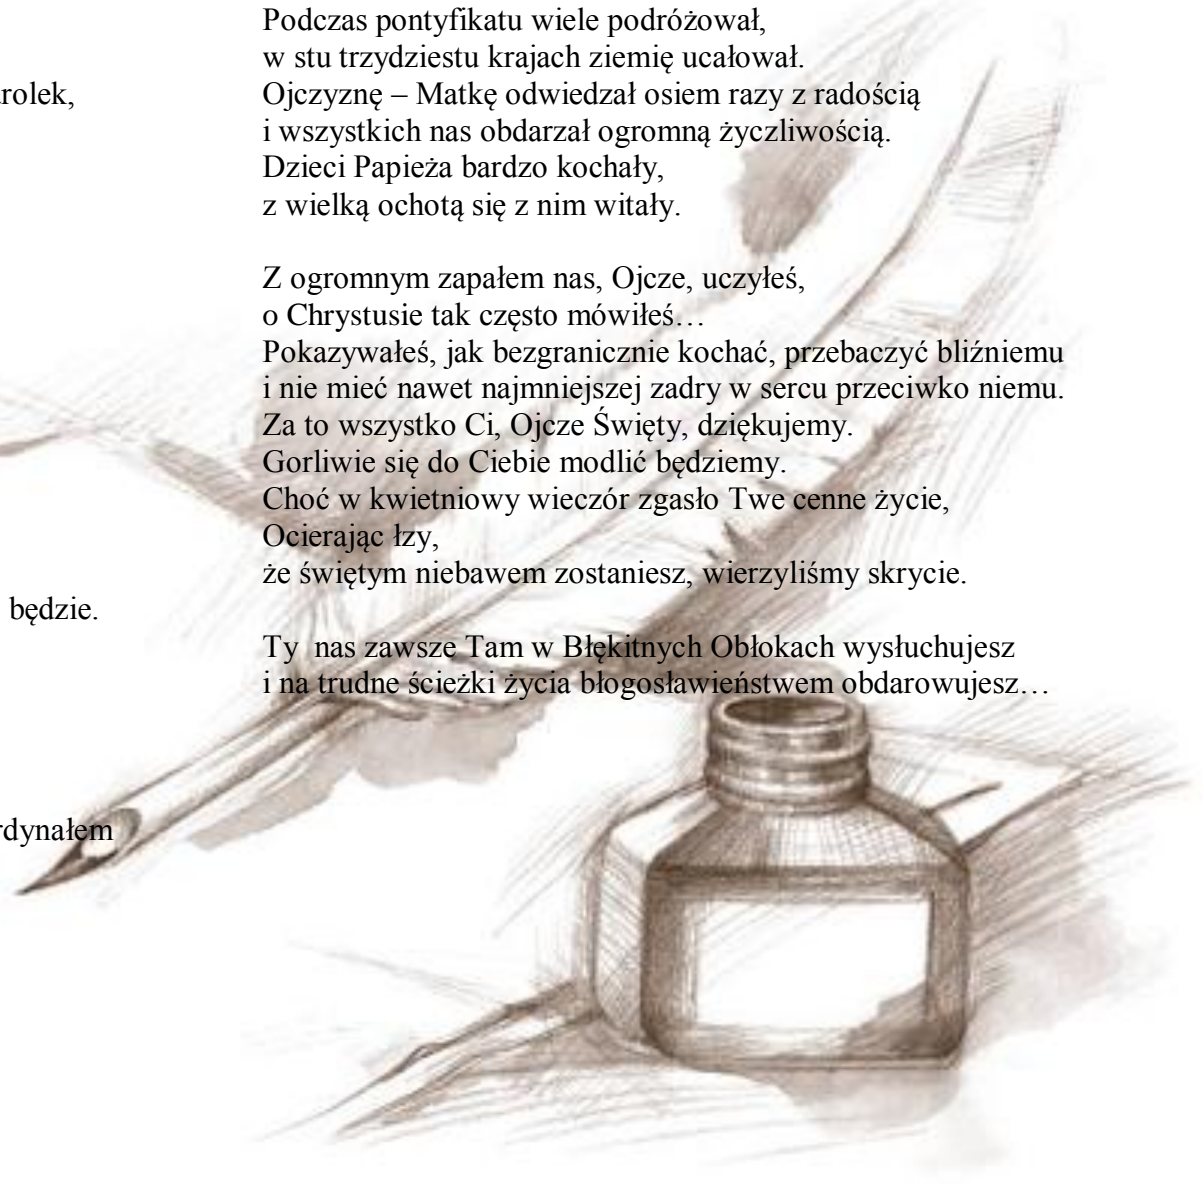 rolek,
będzie.
rdynałem
Podczas pontyfikatu wiele podróżował,
w stu trzydziestu krajach ziemię ucałował.
Ojczyznę – Matkę odwiedzał osiem razy z radością
i wszystkich nas obdarzał ogromną życzliwością.
Dzieci Papieża bardzo kochały,
z wielką ochotą się z nim witały.
Z ogromnym zapałem nas, Ojcze, uczyłeś,
o Chrystusie tak często mówiłeś…
Pokazywałeś, jak bezgranicznie kochać, przebaczyć bliźniemu
i nie mieć nawet najmniejszej zadry w sercu przeciwko niemu.
Za to wszystko Ci, Ojcze Święty, dziękujemy.
Gorliwie się do Ciebie modlić będziemy.
Choć w kwietniowy wieczór zgasło Twe cenne życie,
Ocierając łzy,
że świętym niebawem zostaniesz, wierzyliśmy skrycie.
Ty  nas zawsze Tam w Błękitnych Obłokach wysłuchujesz
i na trudne ścieżki życia błogosławieństwem obdarowujesz…